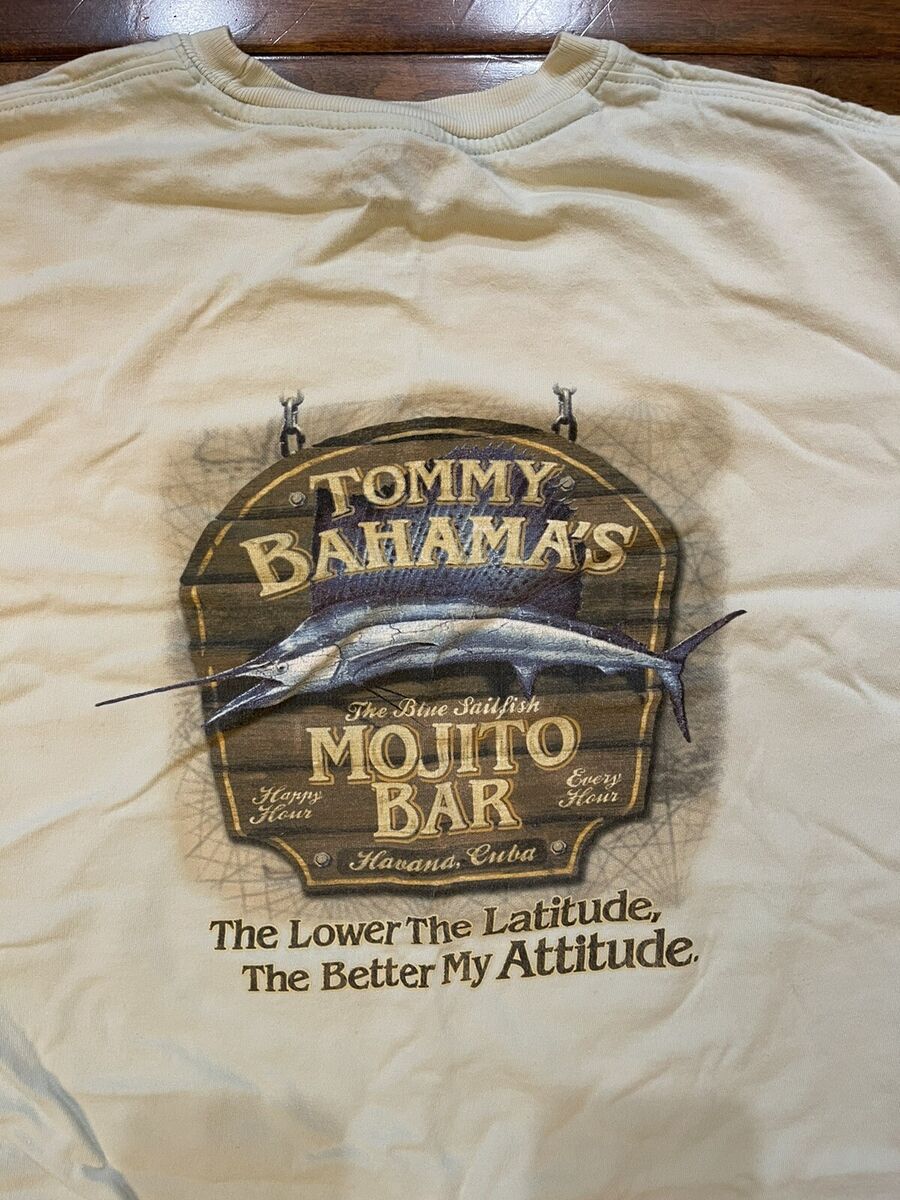 TOMMY
BAHAMA'S
The Blue Sailfish
MOJITO
BAR
Happy
Hour
Every
Hour
Havana, Cuba
The Lower The Latitude,
The Better My Attitude.